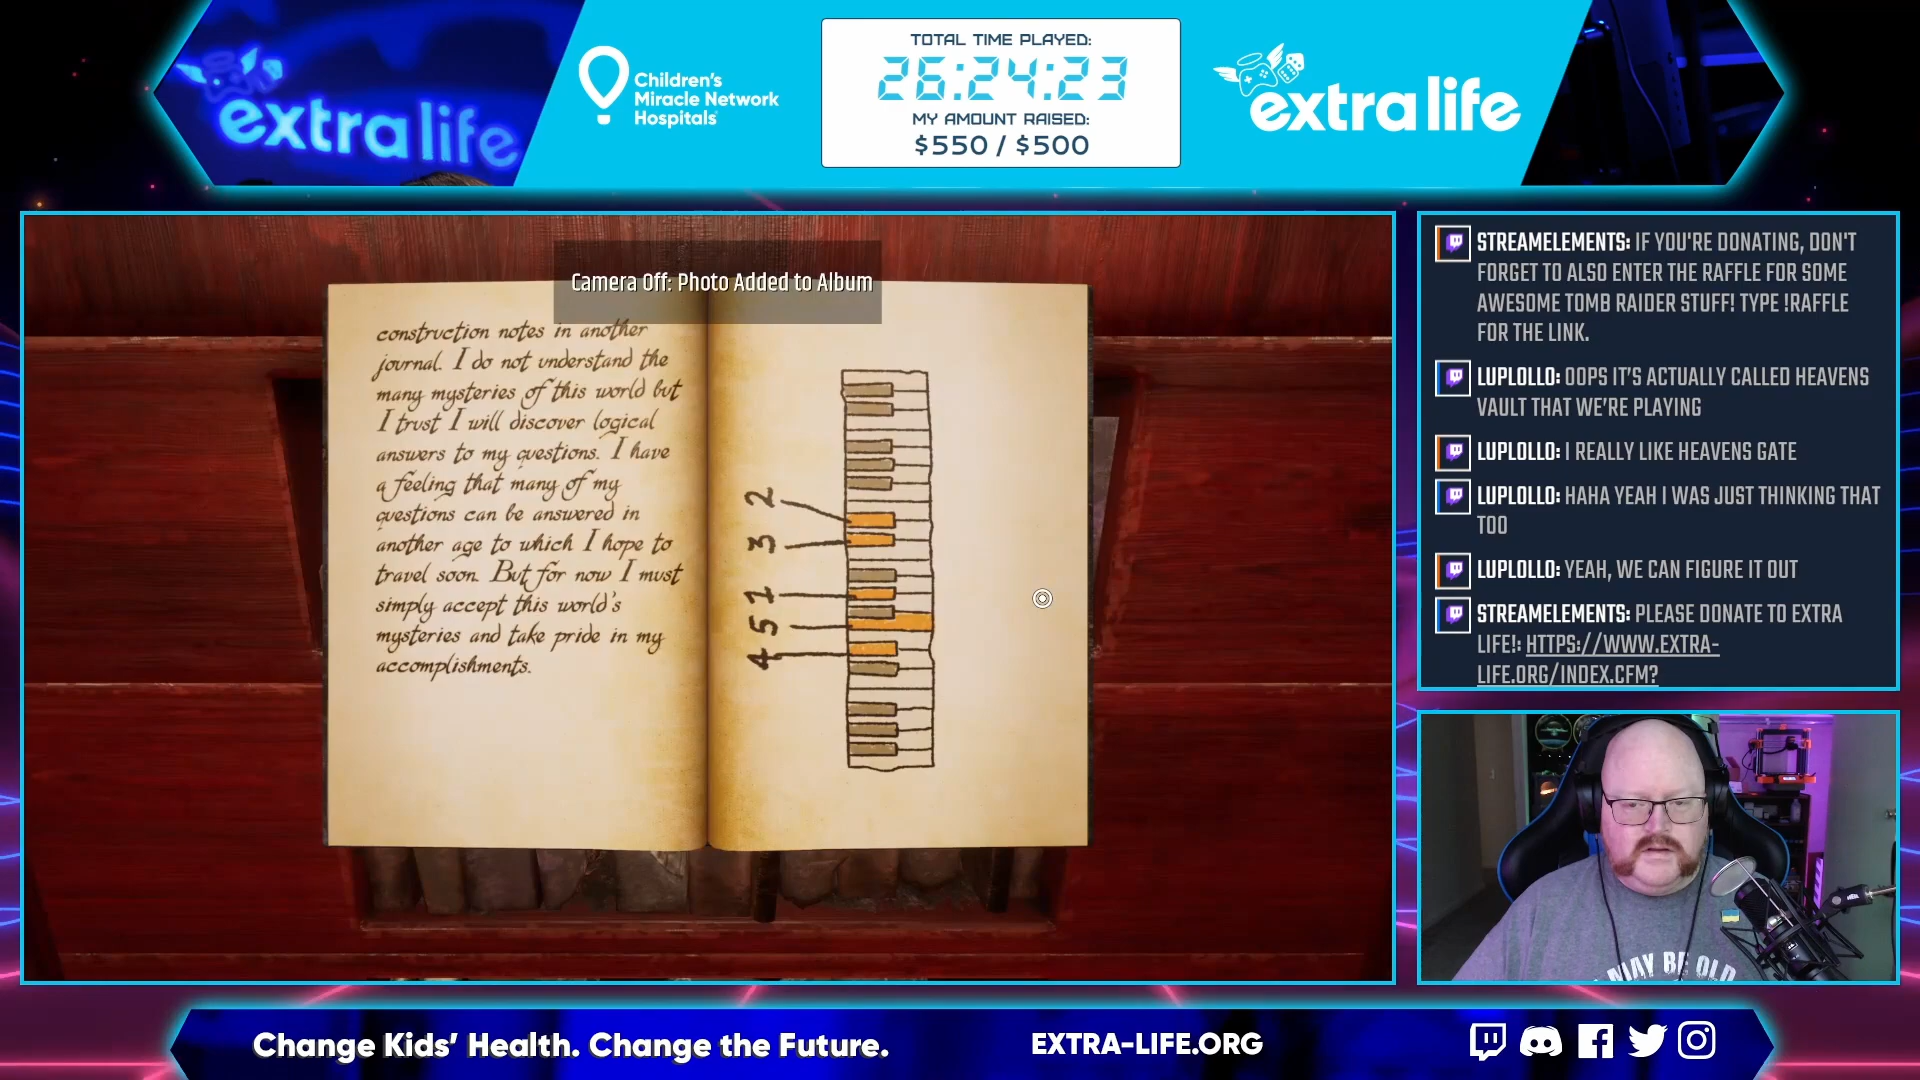 extra life
Children's
Miracle Network
Hospitals
TOTAL TIME PLAYED:
26:24:23
MY AMOUNT RAISED:
$550 / $500
extra life
Camera Off: Photo Added to Album
construction notes in another
journal. I do not understand the
many mysteries of this world but
I trust I will discover logical
answers to my questions. I have
a feeling that many of my
questions can be answered in
another age to which I hope to
travel soon. But for now I must
simply accept this world's
mysteries and take pride in my
accomplishments.
2
3
1
5
4
STREAMELEMENTS: IF YOU'RE DONATING, DON'T
FORGET TO ALSO ENTER THE RAFFLE FOR SOME
AWESOME TOMB RAIDER STUFF! TYPE !RAFFLE
FOR THE LINK.
LUPLOLLO: OOPS IT'S ACTUALLY CALLED HEAVENS
VAULT THAT WE'RE PLAYING
LUPLOLLO: I REALLY LIKE HEAVENS GATE
LUPLOLLO: HAHA YEAH I WAS JUST THINKING THAT
TOO
LUPLOLLO: YEAH, WE CAN FIGURE IT OUT
STREAMELEMENTS: PLEASE DONATE TO EXTRA
LIFE!: HTTPS://WWW.EXTRA-
LIFE.ORG/INDEX.CFM?
MAY BE OLD
Change Kids' Health. Change the Future.
EXTRA-LIFE.ORG